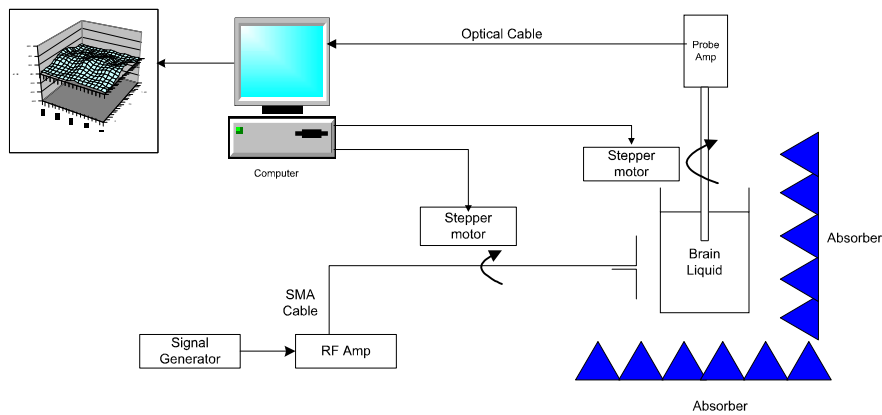 Optical Cable
Probe
Amp
Computer
Stepper
motor
Stepper
motor
Brain
Liquid
Absorber
SMA
Cable
Signal
Generator
RF Amp
Absorber